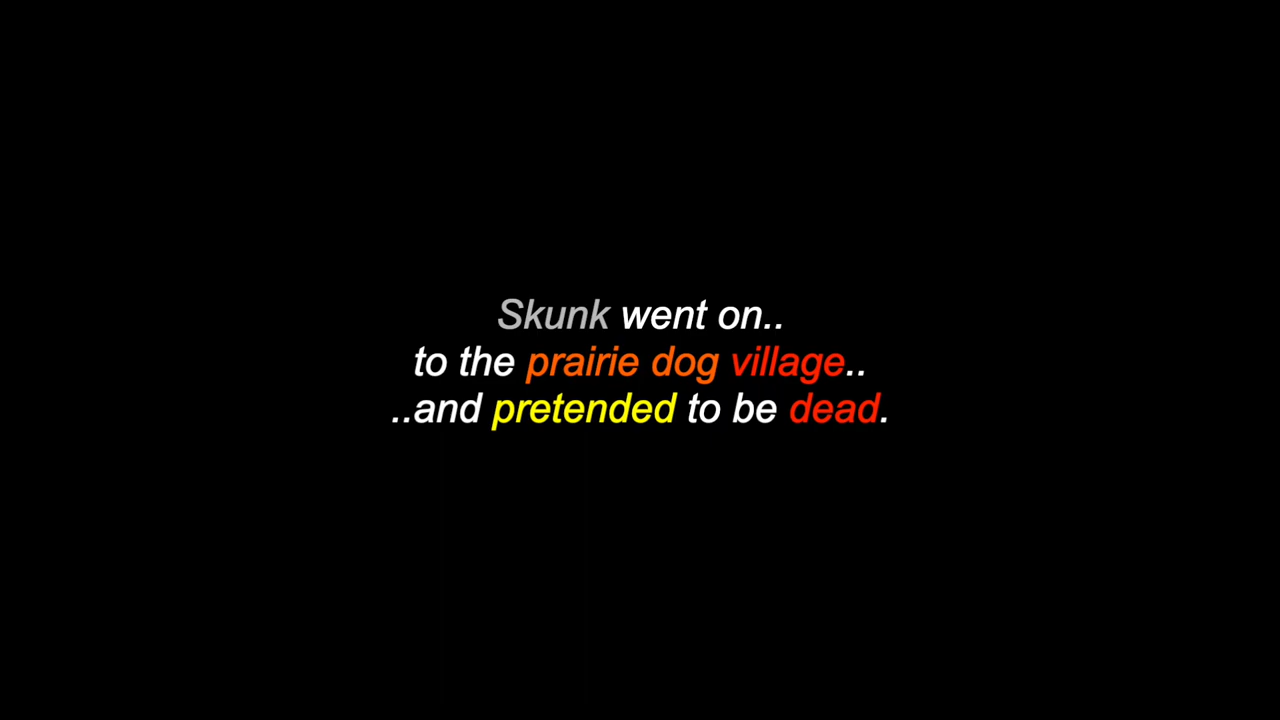 Skunk went on..
to the prairie dog village..
..and pretended to be dead.